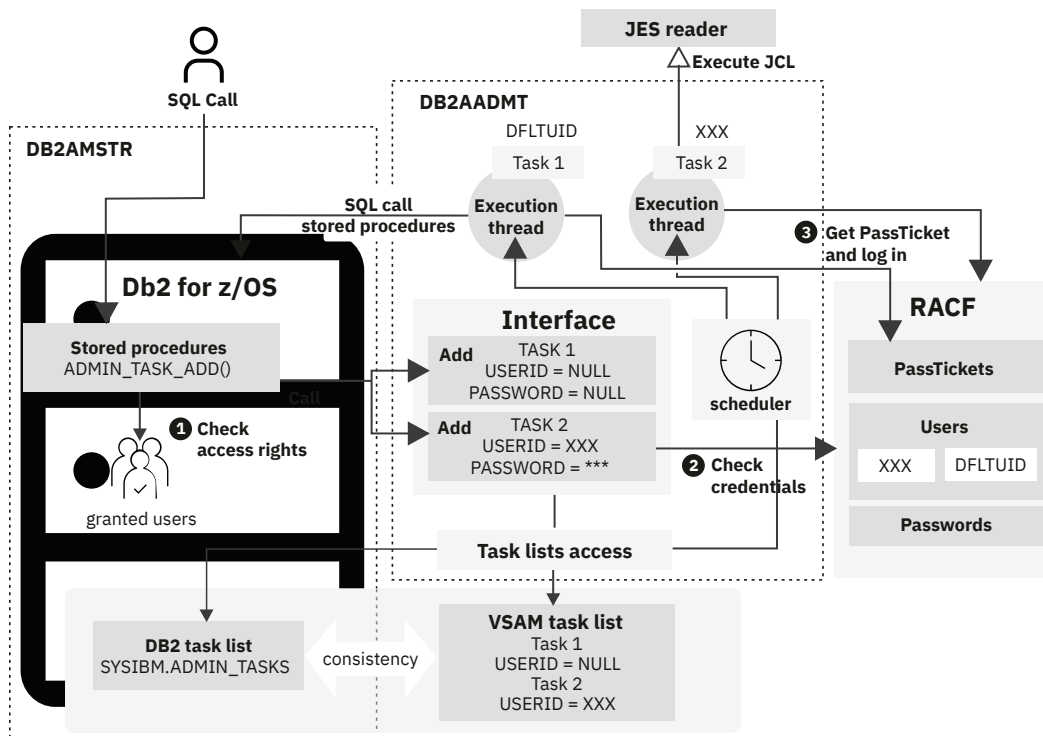 JES reader
Execute JCL
SQL Call
DB2AADMT
DFLTUID
XXX
Task 1
Task 2
DB2AMSTR
Execution
thread
Execution
thread
SQL call
stored procedures
3 Get PassTicket
and log in
Db2 for z/OS
Stored procedures
ADMIN_TASK_ADD()
Call
1 Check
access rights
granted users
Interface
Add
TASK 1
USERID = NULL
PASSWORD = NULL
Add
TASK 2
USERID = XXX
PASSWORD = ***
scheduler
2 Check
credentials
RACF
PassTickets
Users
XXX
DFLTUID
Passwords
Task lists access
DB2 task list
SYSIBM.ADMIN_TASKS
consistency
VSAM task list
Task 1
USERID = NULL
Task 2
USERID = XXX